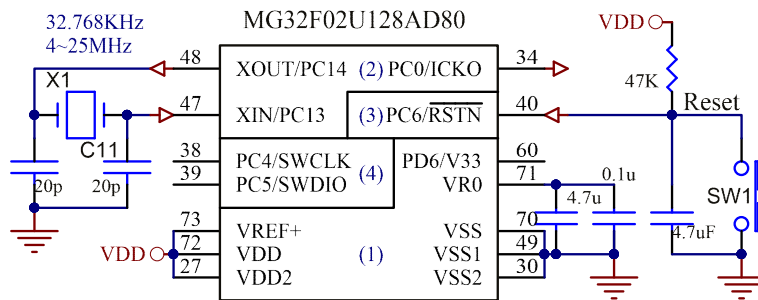 MG32F02U128AD80
32.768KHz
4~25MHz
VDD
48 XOUT/PC14 (2) PC0/ICKO 34
X1
47K
47 XIN/PC13 (3) PC6/RSTN 40
Reset
C11
38 PC4/SWCLK (4) PD6/V33 60
39 PC5/SWDIO VR0 71
0.1u
20p 20p
4.7u
SW1
73 VREF+ VSS 70
4.7uF
VDD 72 VDD (1) VSS1 49
27 VDD2 VSS2 30